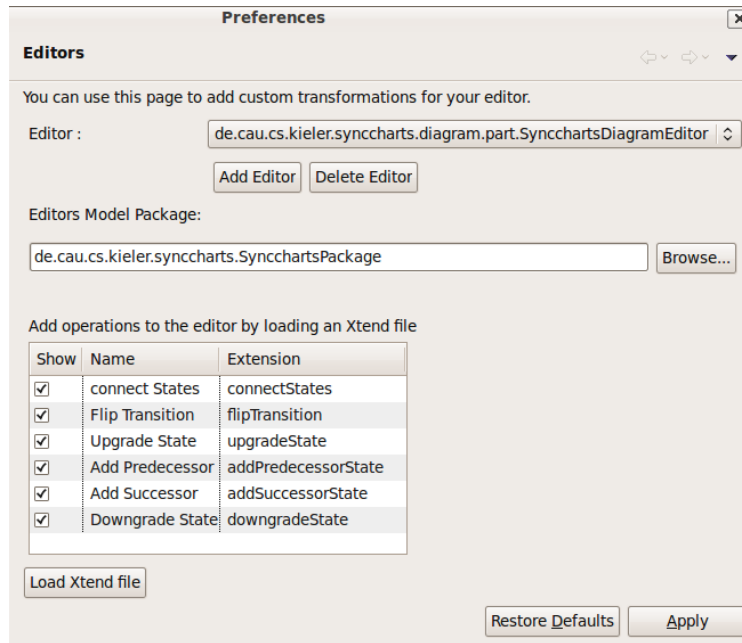 Preferences
Editors
You can use this page to add custom transformations for your editor.
Editor : de.cau.cs.kieler.synccharts.diagram.part.SyncchartsDiagramEditor
Add Editor Delete Editor
Editors Model Package:
de.cau.cs.kieler.synccharts.SyncchartsPackage Browse...
Add operations to the editor by loading an Xtend file
Show Name Extension
connect States connectStates
Flip Transition flipTransition
Upgrade State upgradeState
Add Predecessor addPredecessorState
Add Successor addSuccessorState
Downgrade State downgradeState
Load Xtend file
Restore Defaults Apply